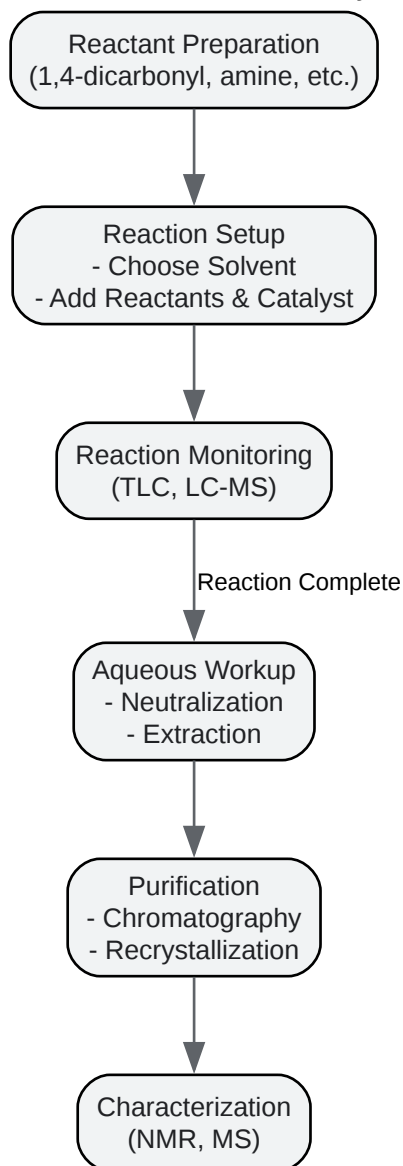 Reactant Preparation
(1,4-dicarbonyl, amine, etc.)
Reaction Setup
- Choose Solvent
- Add Reactants & Catalyst
Reaction Monitoring
(TLC, LC-MS)
Reaction Complete
Aqueous Workup
- Neutralization
- Extraction
Purification
- Chromatography
- Recrystallization
Characterization
(NMR, MS)